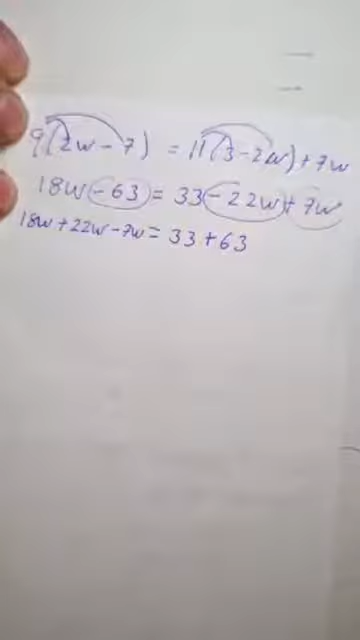 9(2w - 7) = 11(3 - 2w) + 7w
18w - 63 = 33 - 22w + 7w
18w + 22w - 7w = 33 + 63